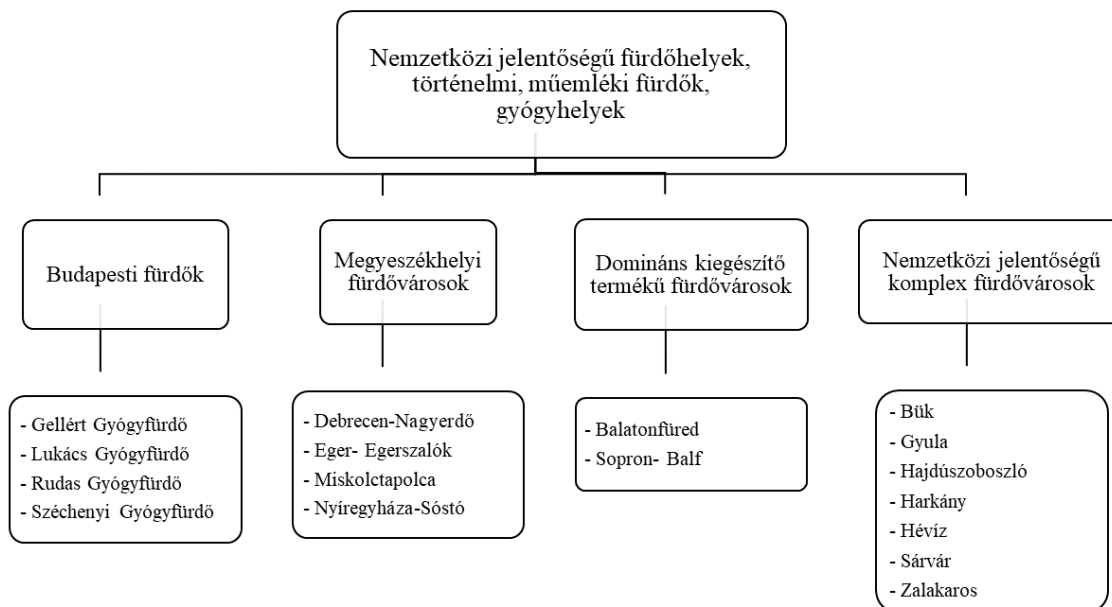 Nemzetközi jelentőségű fürdőhelyek,
történelmi, műemléki fürdők,
gyógyhelyek
Budapesti fürdők
Megyeszékhelyi
fürdővárosok
Domináns kiegészítő
termékű fürdővárosok
Nemzetközi jelentőségű
komplex fürdővárosok
- Gellért Gyógyfürdő
- Lukács Gyógyfürdő
- Rudas Gyógyfürdő
- Széchenyi Gyógyfürdő
- Debrecen-Nagyerdő
- Eger- Egerszalók
- Miskolctapolca
- Nyíregyháza-Sóstó
- Balatonfüred
- Sopron- Balf
- Bük
- Gyula
- Hajdúszoboszló
- Harkány
- Hévíz
- Sárvár
- Zalakaros